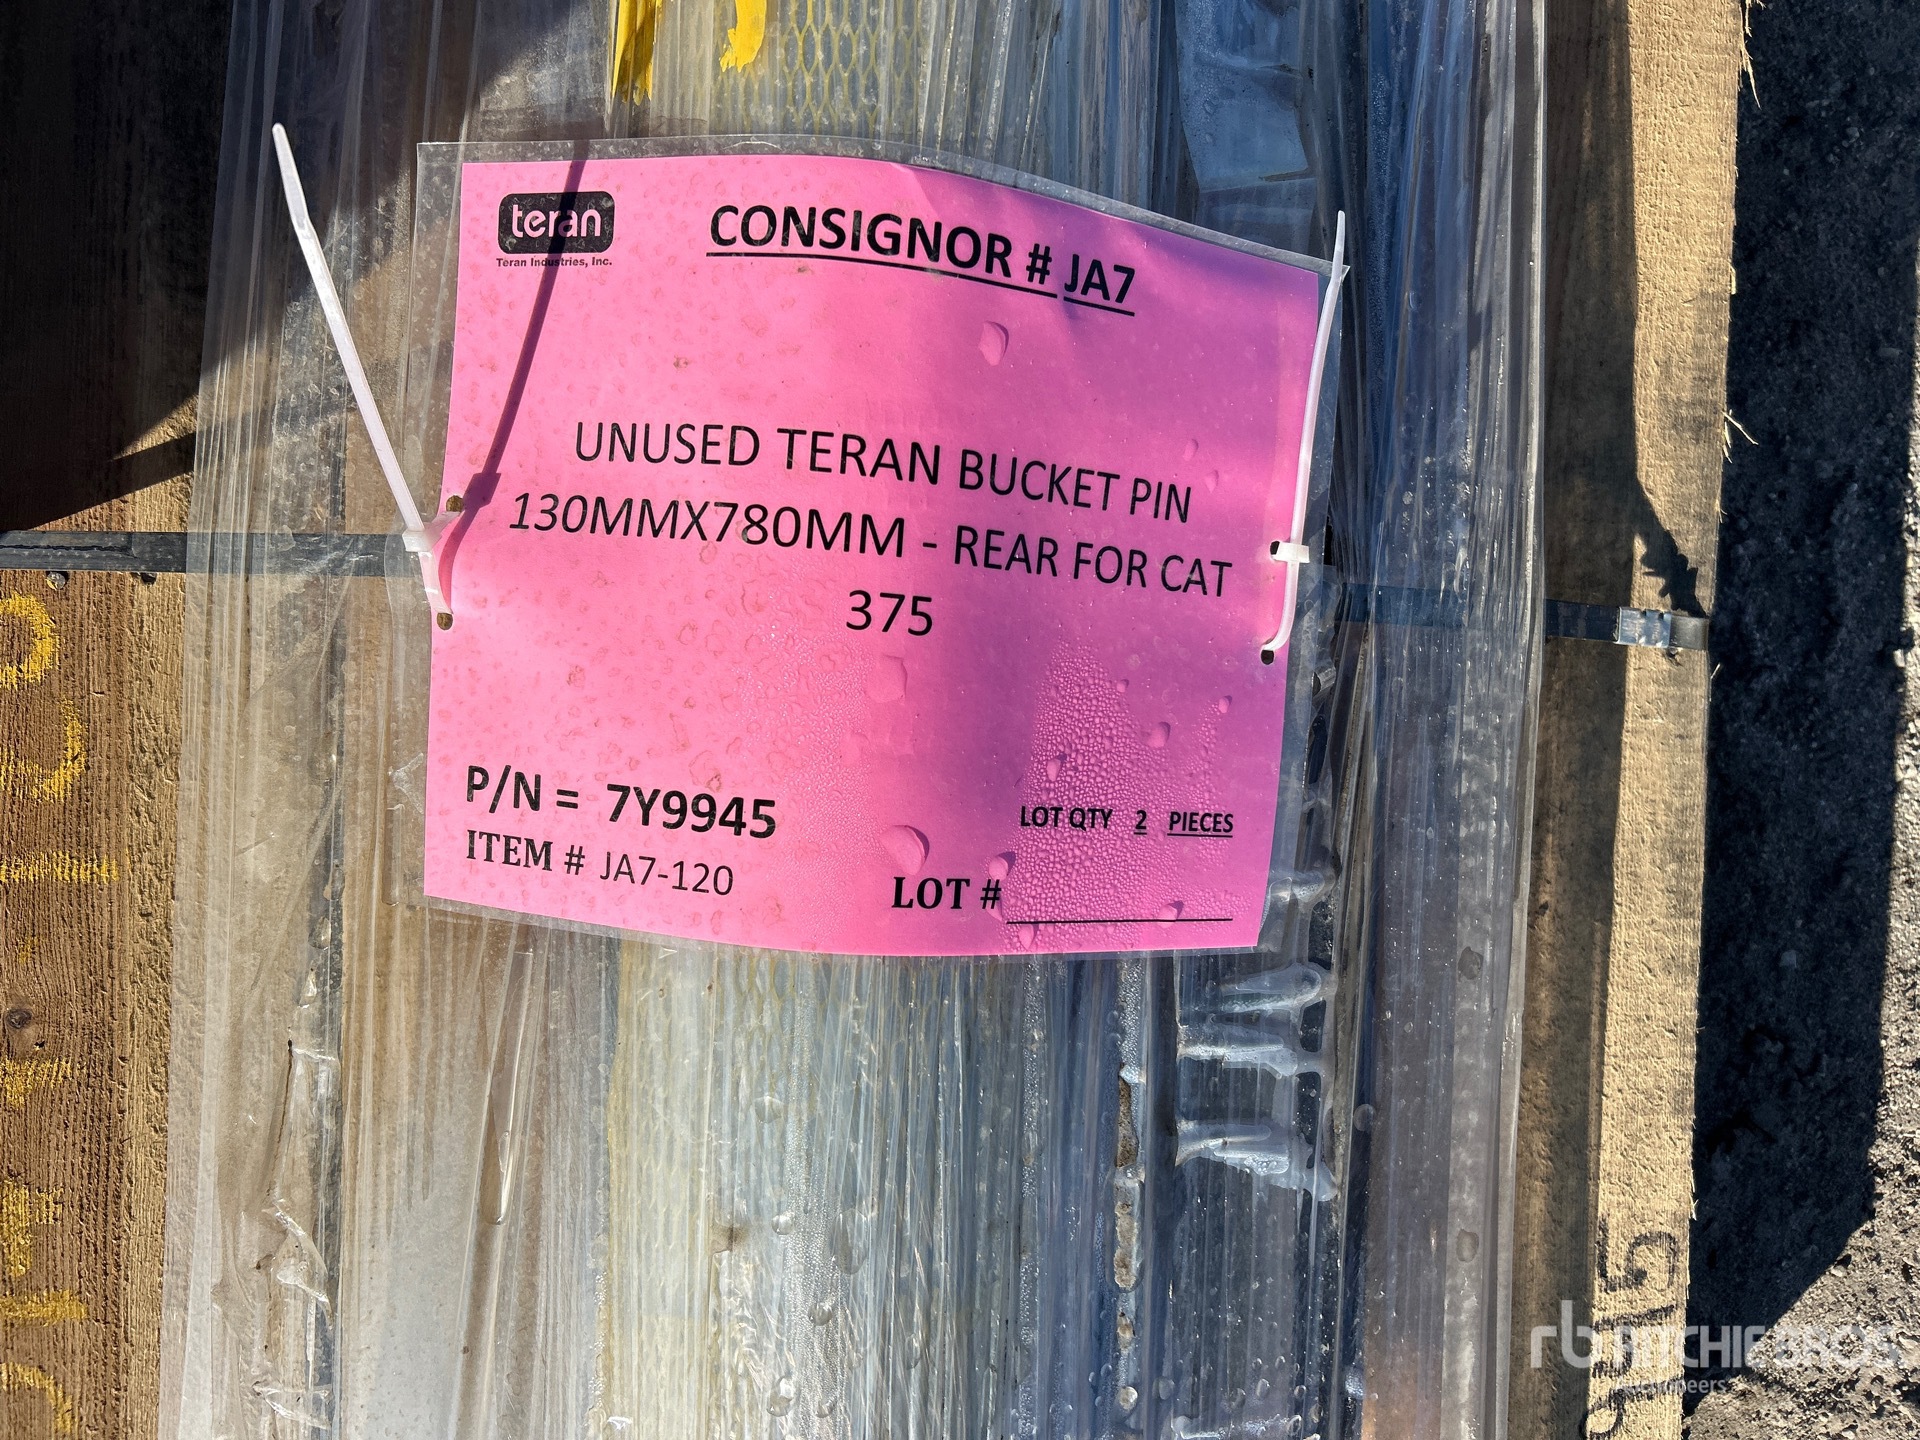 teran
Teran Industries, Inc.
CONSIGNOR # JA7
UNUSED TERAN BUCKET PIN
130MMX780MM - REAR FOR CAT
375
P/N = 7Y9945
LOT QTY 2 PIECES
ITEM # JA7-120
LOT #
rb RITCHIE BROS
Auctioneers